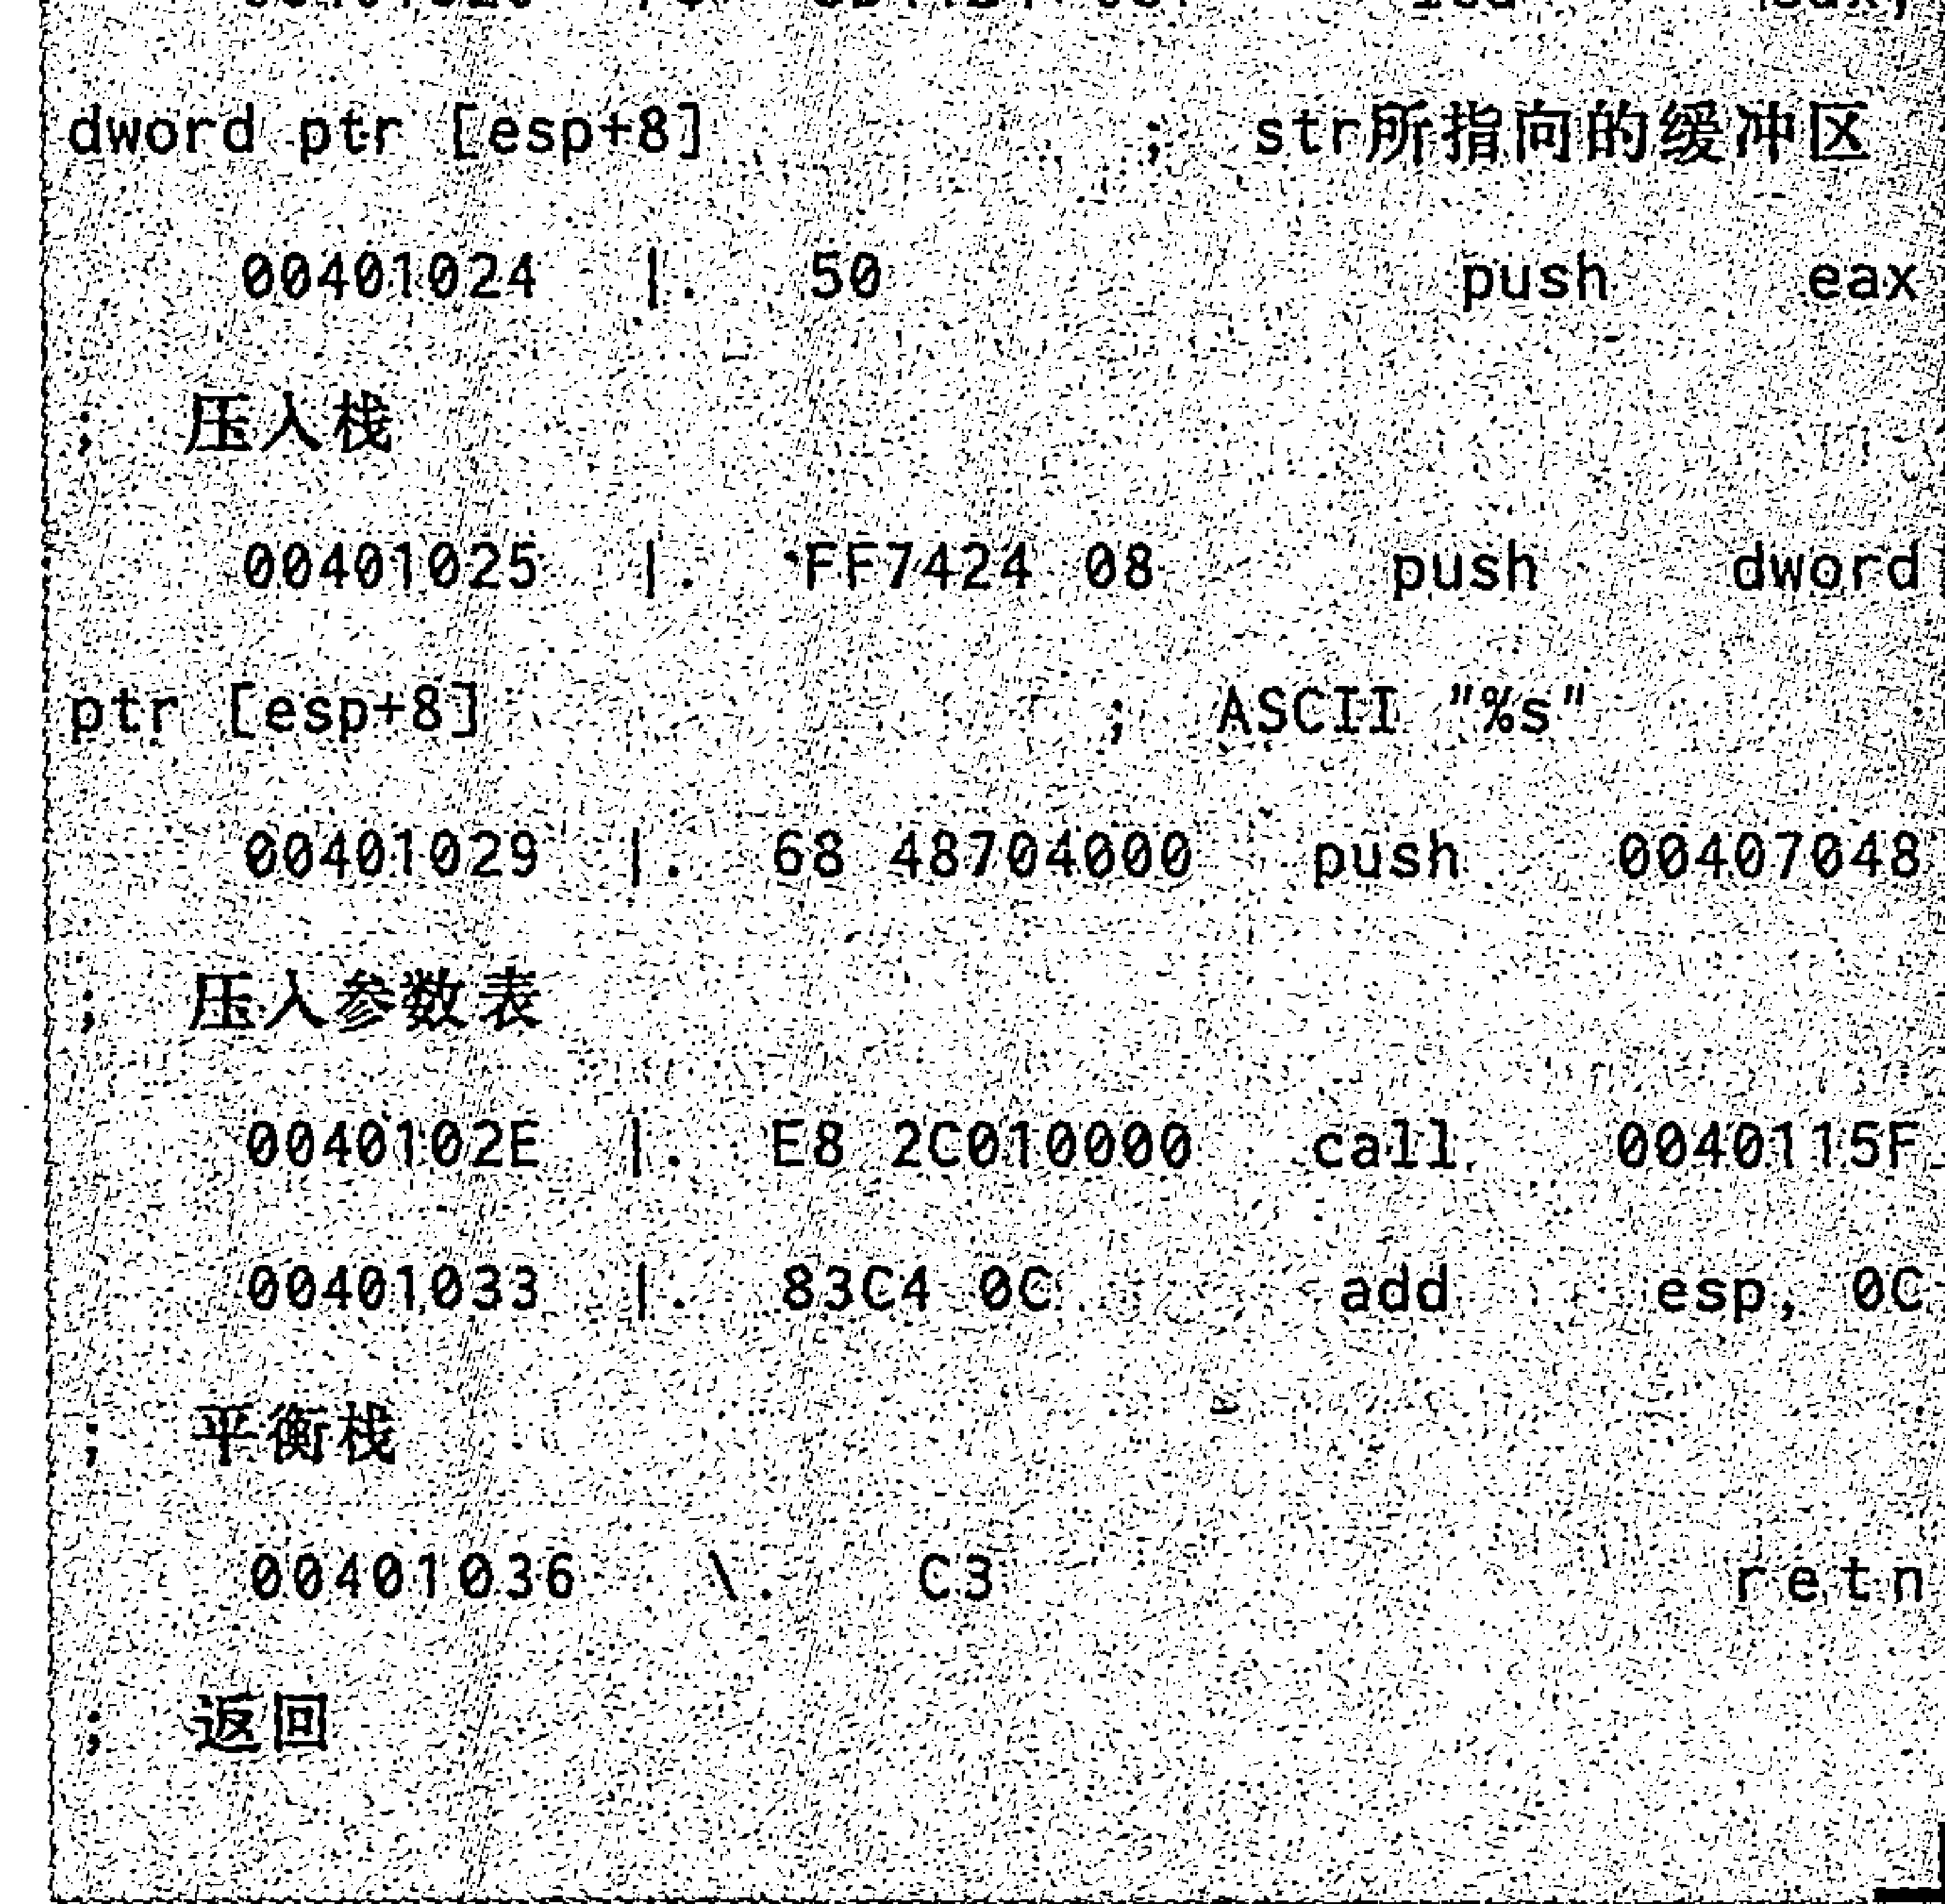 dword ptr [esp+8] ; str所指向的缓冲区
00401024 |. 50 push eax
; 压入栈
00401025 |. FF7424 08 push dword
ptr [esp+8] ; ASCII "%s"
00401029 |. 68 48704000 push 00407048
; 压入参数表
0040102E |. E8 2C010000 call 0040115F
00401033 |. 83C4 0C add esp, 0C
; 平衡栈
00401036 \. C3 retn
; 返回